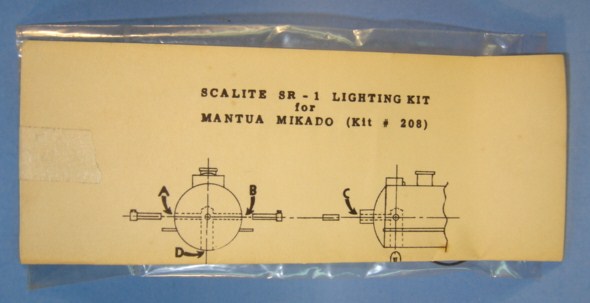 SCALITE SR-1 LIGHTING KIT
for
MANTUA MIKADO (Kit # 208)
A
B
C
D